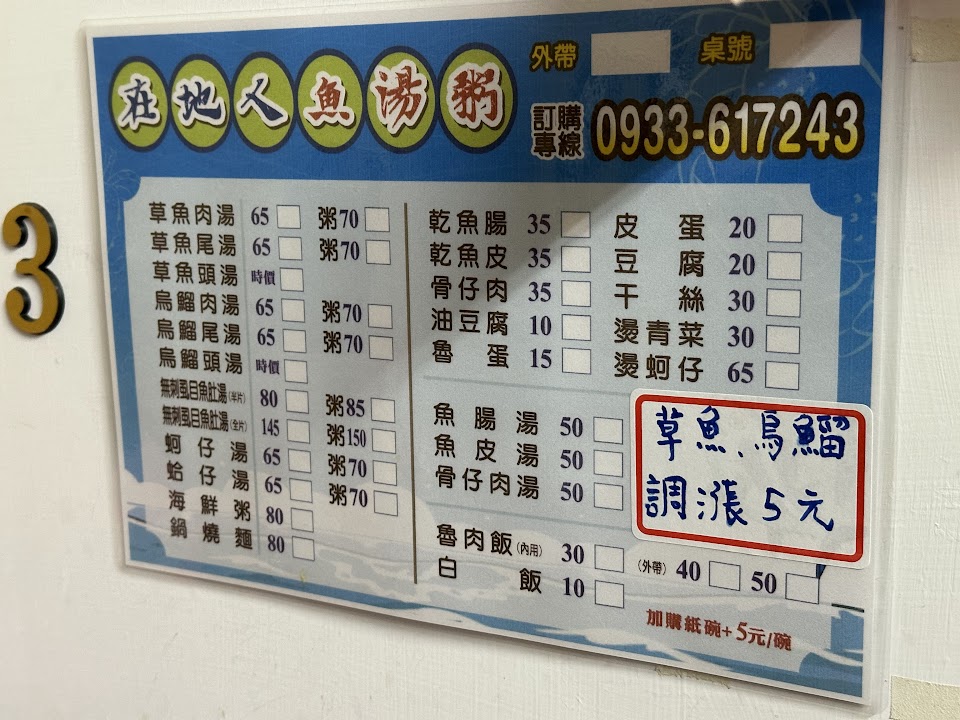 3
在地人魚湯粥
外帶 桌號
訂購專線 0933-617243
草魚肉湯 65 粥70
草魚尾湯 65 粥70
草魚頭湯 時價
烏鰡肉湯 65 粥70
烏鰡尾湯 65 粥70
烏鰡頭湯 時價
無刺虱目魚肚湯(半片) 80 粥85
無刺虱目魚肚湯(全片) 145 粥150
蚵仔湯 65 粥70
蛤仔湯 65 粥70
海鮮粥 80
鍋燒麵 80
乾魚腸 35
乾魚皮 35
骨仔肉 35
油豆腐 10
魯蛋 15
皮蛋 20
豆腐 20
干絲 30
燙青菜 30
燙蚵仔 65
魚腸湯 50
魚皮湯 50
骨仔肉湯 50
草魚、烏鰡
調漲5元
魯肉飯(內用) 30 (外帶) 40 50
白飯 10
加購紙碗+5元/碗